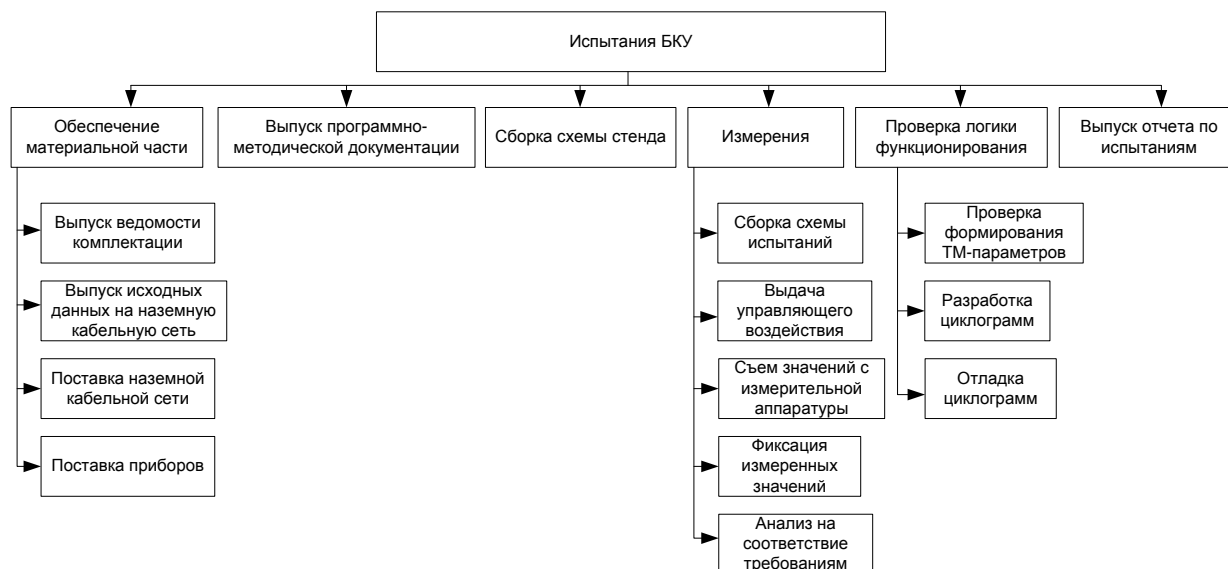 Испытания БКУ
Обеспечение
материальной части
Выпуск программно-
методической документации
Сборка схемы стенда
Измерения
Проверка логики
функционирования
Выпуск отчета по
испытаниям
Выпуск ведомости
комплектации
Выпуск исходных
данных на наземную
кабельную сеть
Поставка наземной
кабельной сети
Поставка приборов
Сборка схемы
испытаний
Выдача
управляющего
воздействия
Съем значений с
измерительной
аппаратуры
Фиксация
измеренных
значений
Анализ на
соответствие
требованиям
Проверка
формирования
ТМ-параметров
Разработка
циклограмм
Отладка
циклограмм